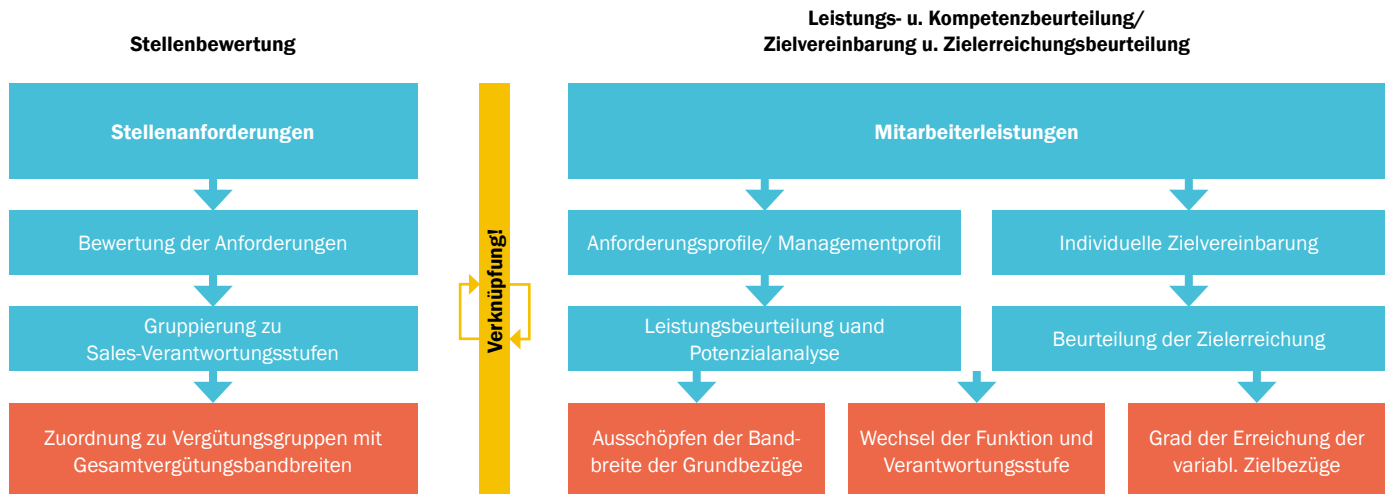 Stellenbewertung
Leistungs- u. Kompetenzbeurteilung/
Zielvereinbarung u. Zielerreichungsbeurteilung
Stellenanforderungen
Bewertung der Anforderungen
Gruppierung zu
Sales-Verantwortungsstufen
Zuordnung zu Vergütungsgruppen mit
Gesamtvergütungsbandbreiten
Verknüpfung!
Mitarbeiterleistungen
Anforderungsprofile/ Managementprofil
Individuelle Zielvereinbarung
Leistungsbeurteilung uand
Potenzialanalyse
Beurteilung der Zielerreichung
Ausschöpfen der Band-
breite der Grundbezüge
Wechsel der Funktion und
Verantwortungsstufe
Grad der Erreichung der
variabl. Zielbezüge